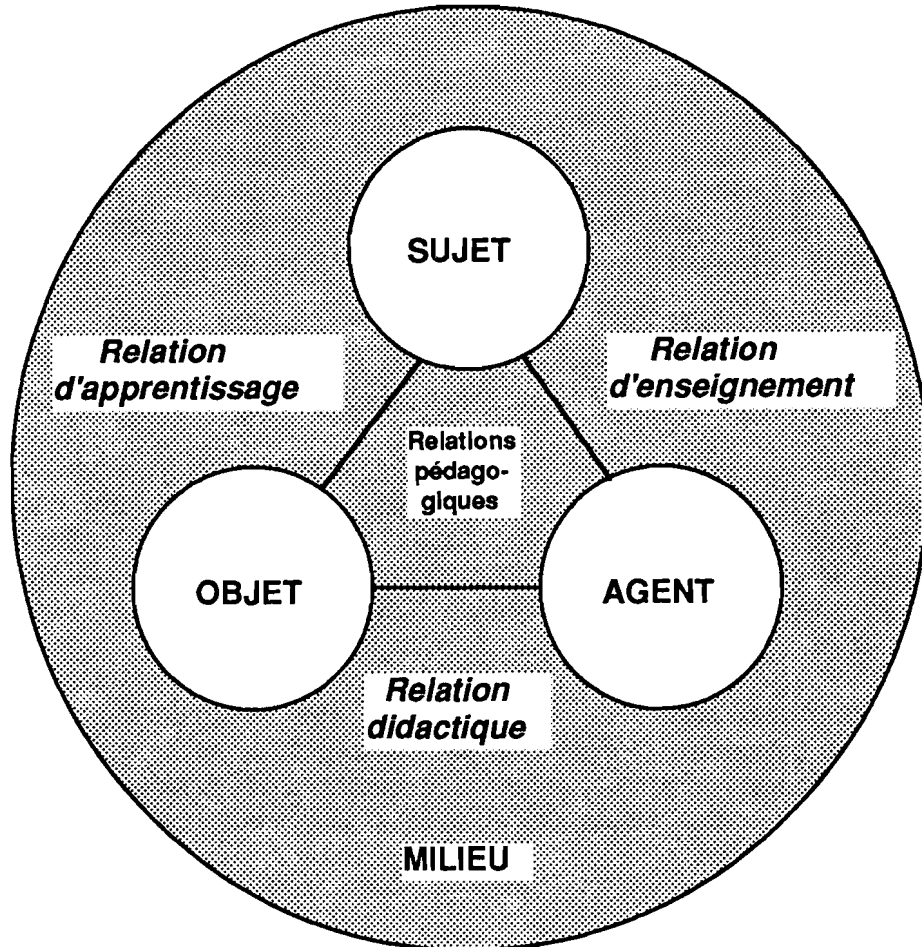 SUJET
Relation
d'apprentissage
Relation
d'enseignement
Relations
pédago-
giques
OBJET
AGENT
Relation
didactique
MILIEU